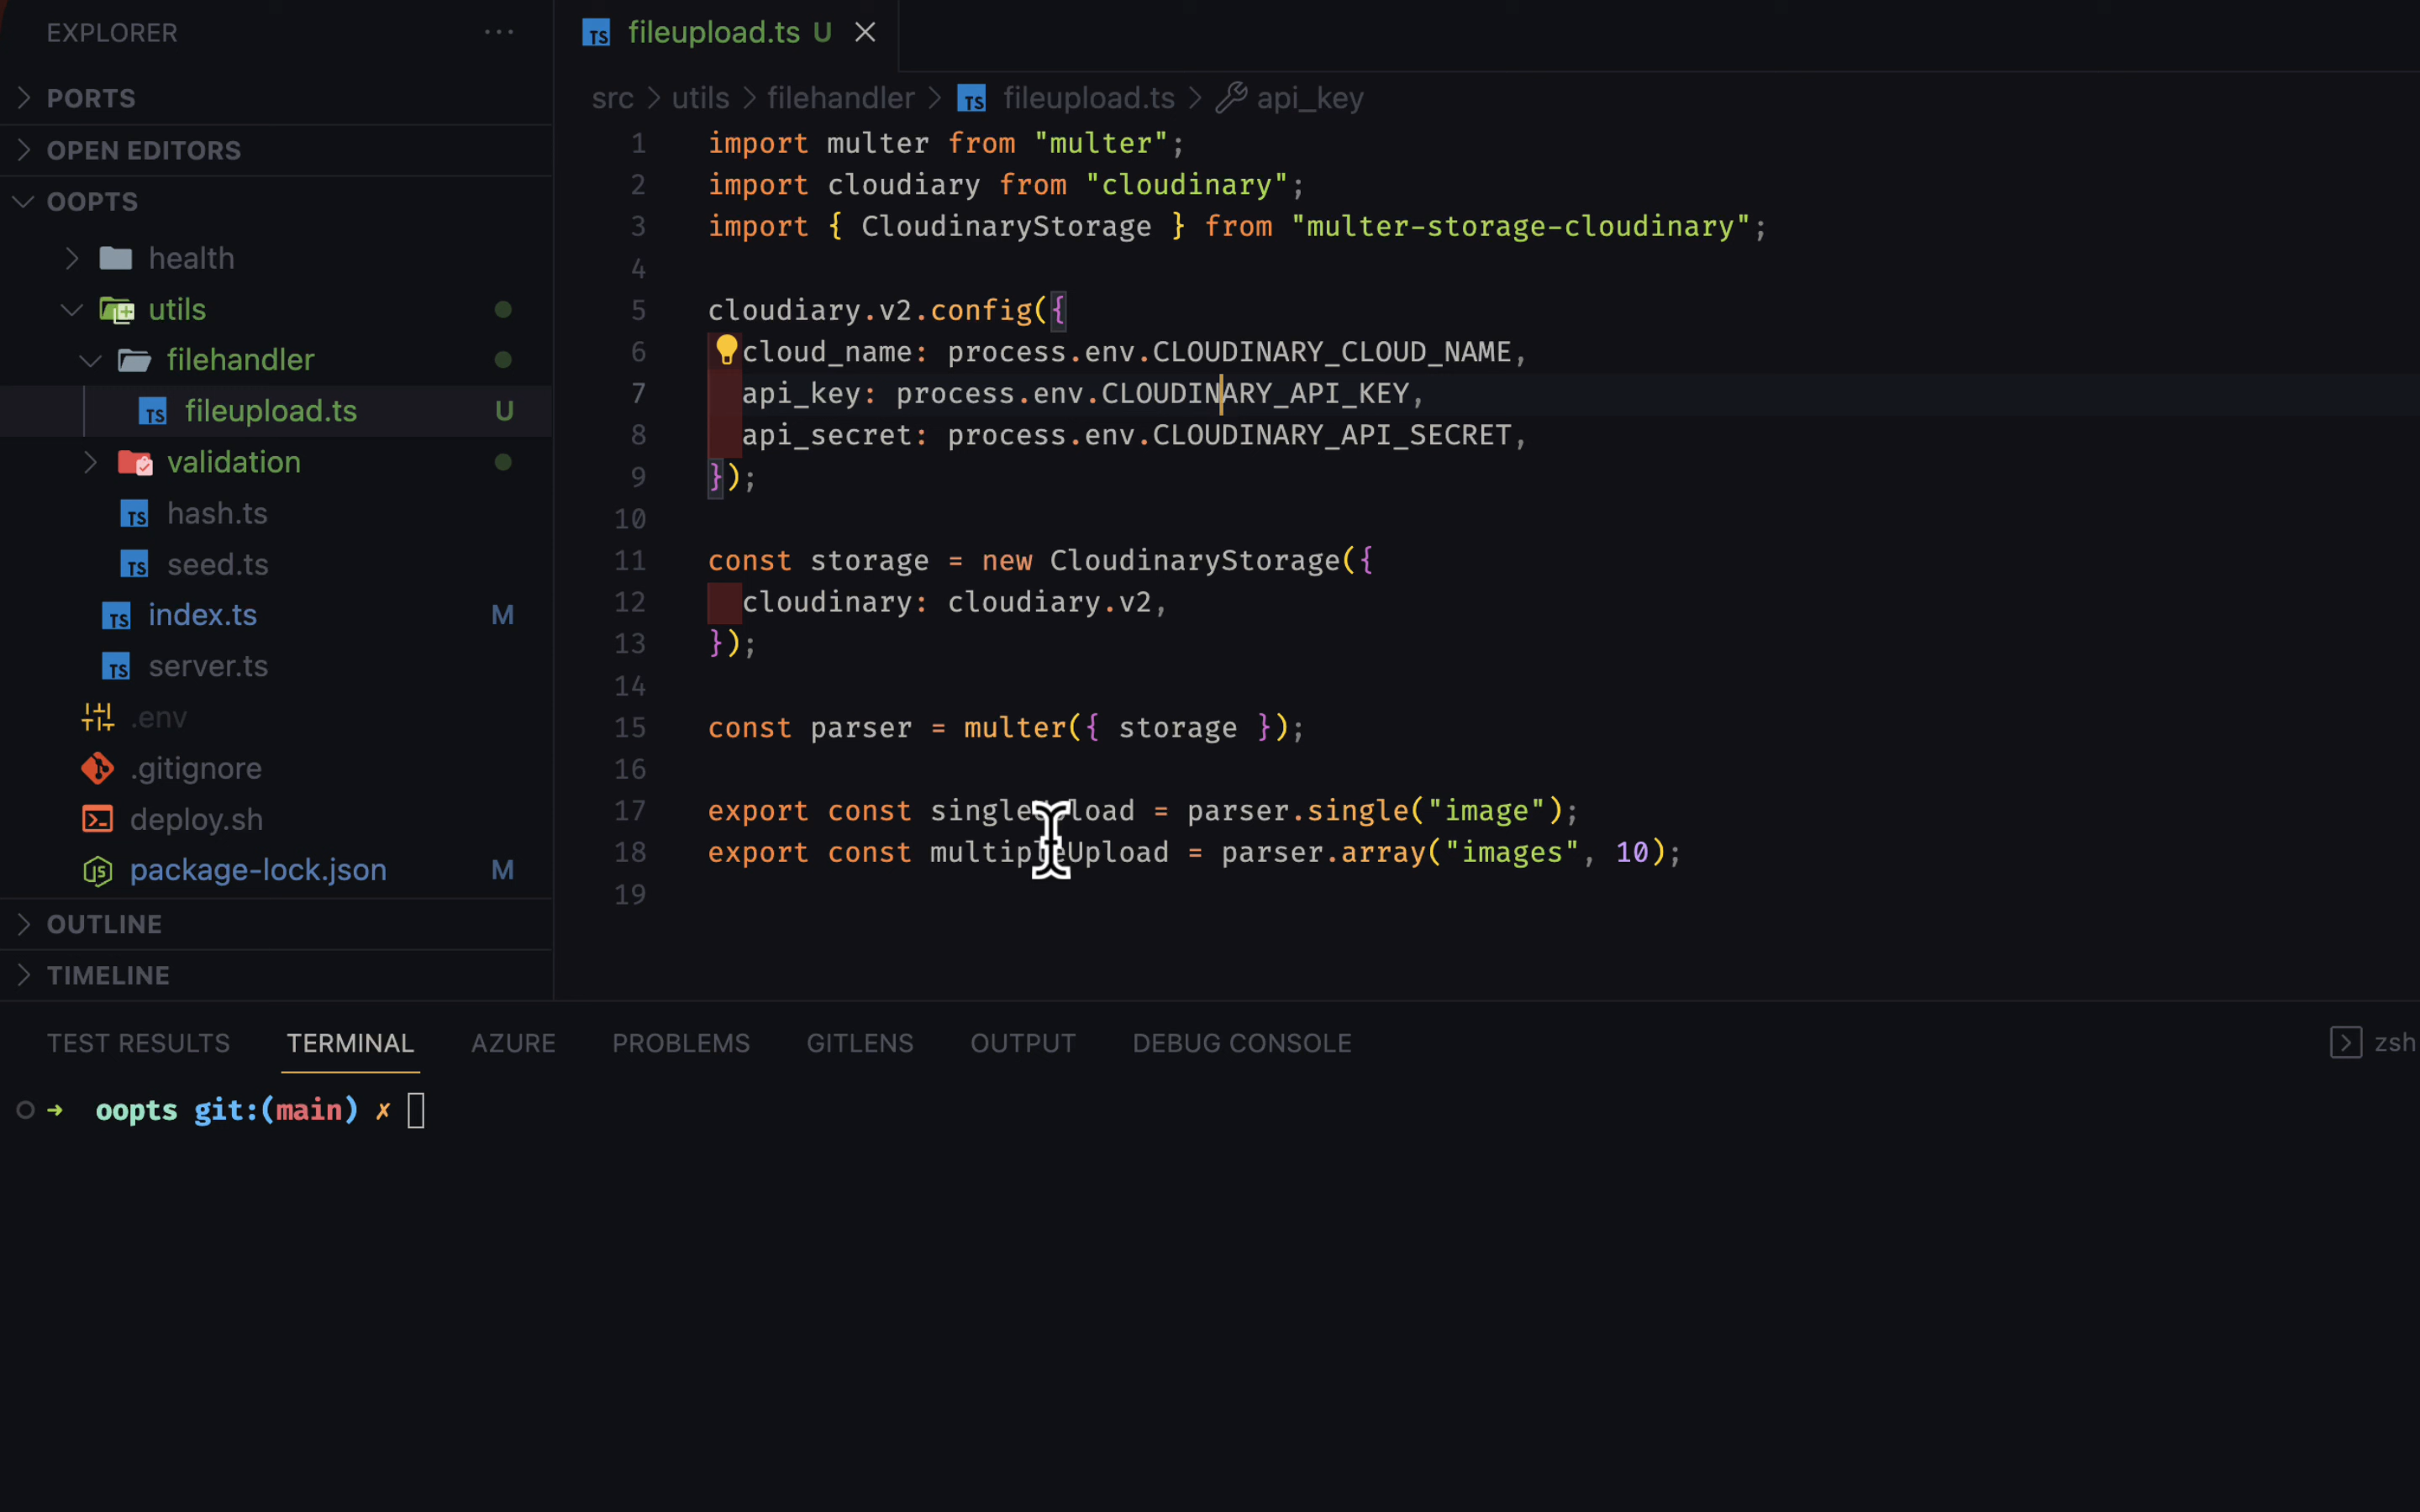 EXPLORER ···
PORTS
OPEN EDITORS
OOPTS
health
utils
filehandler
fileupload.ts U
validation
hash.ts
seed.ts
index.ts M
server.ts
.env
.gitignore
deploy.sh
package-lock.json M
OUTLINE
TIMELINE
fileupload.ts U
src > utils > filehandler > fileupload.ts > api_key
1 import multer from "multer";
2 import cloudiary from "cloudinary";
3 import { CloudinaryStorage } from "multer-storage-cloudinary";
4
5 cloudiary.v2.config({
6 cloud_name: process.env.CLOUDINARY_CLOUD_NAME,
7 api_key: process.env.CLOUDINARY_API_KEY,
8 api_secret: process.env.CLOUDINARY_API_SECRET,
9 });
10
11 const storage = new CloudinaryStorage({
12 cloudinary: cloudiary.v2,
13 });
14
15 const parser = multer({ storage });
16
17 export const singleUpload = parser.single("image");
18 export const multipleUpload = parser.array("images", 10);
19
TEST RESULTS TERMINAL AZURE PROBLEMS GITLENS OUTPUT DEBUG CONSOLE zsh
➜ oopts git:(main) ✗